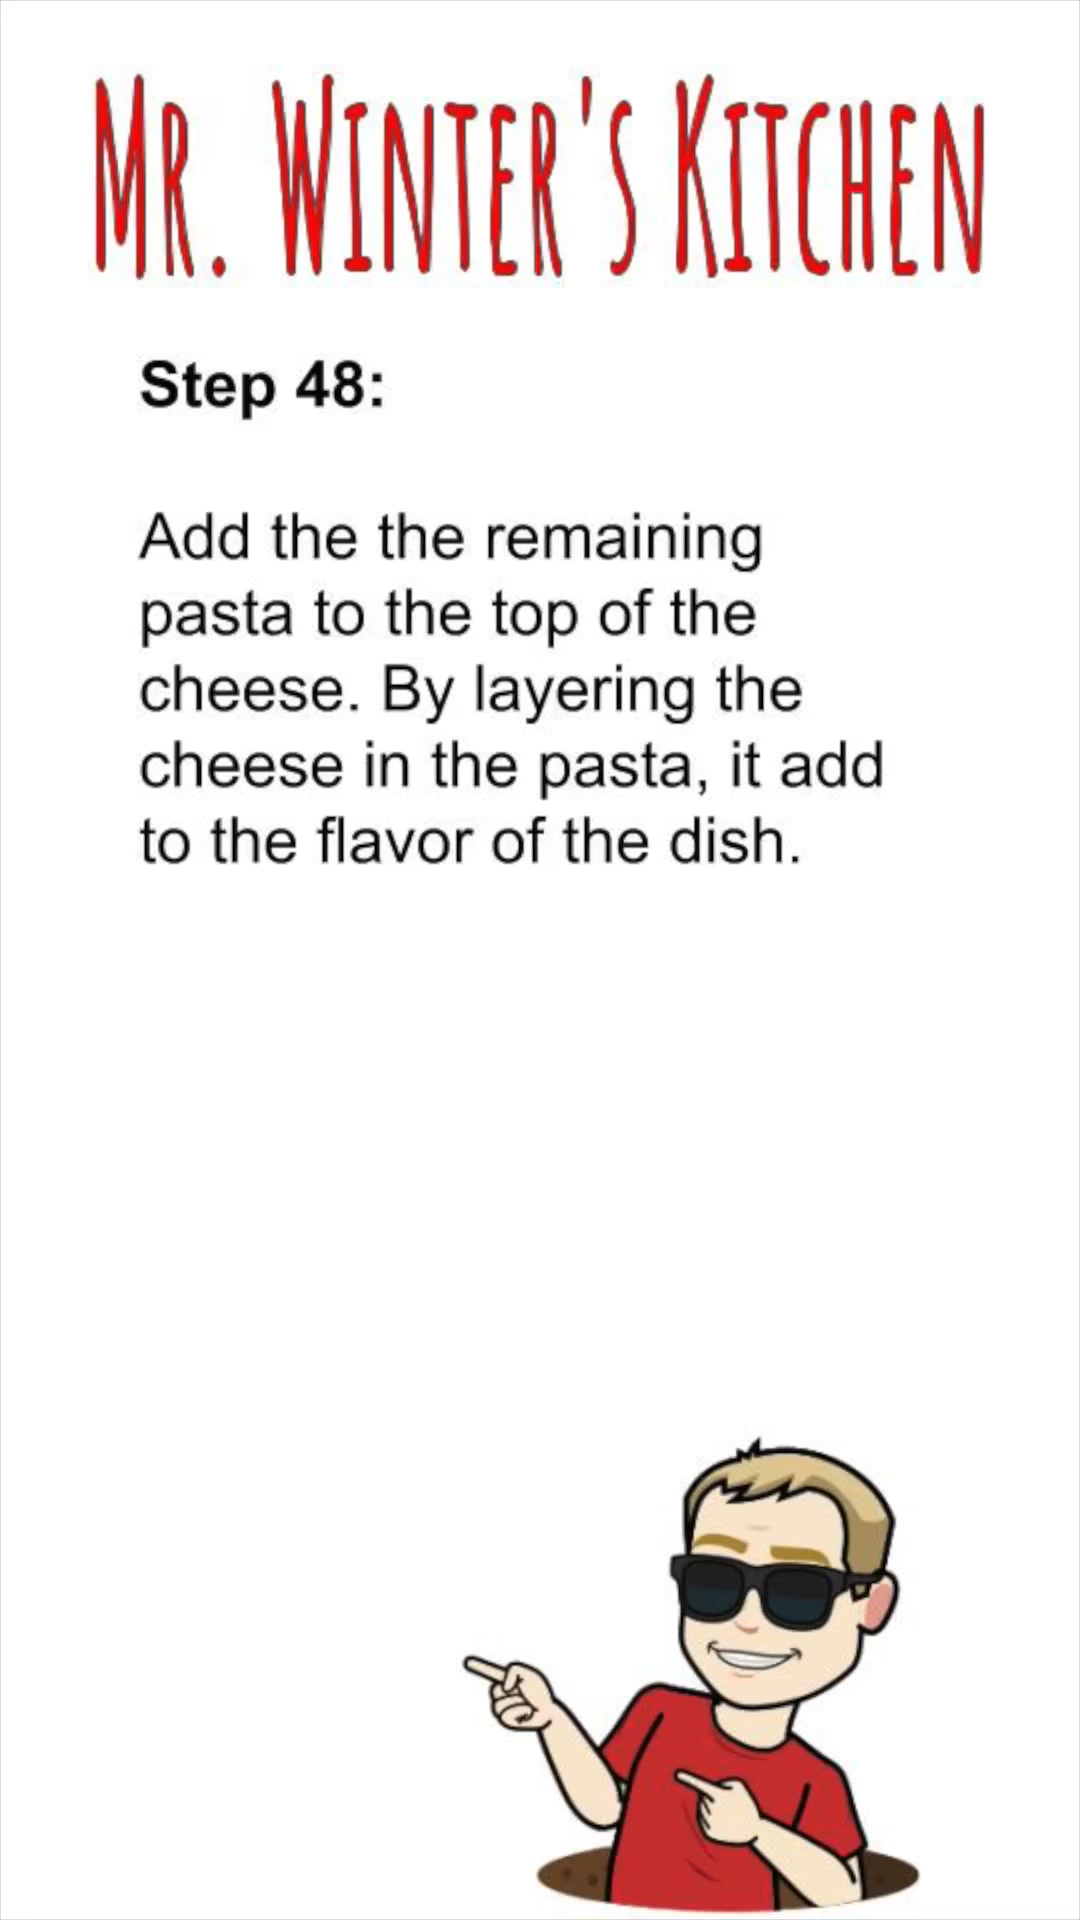 Mr. Winter's Kitchen
Step 48:
Add the the remaining
pasta to the top of the
cheese. By layering the
cheese in the pasta, it add
to the flavor of the dish.